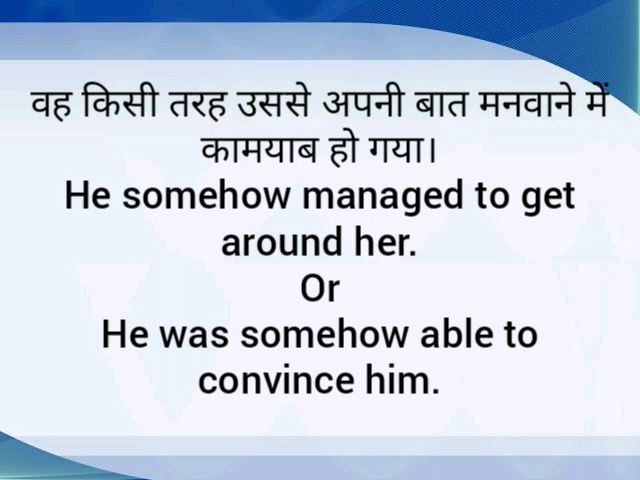 वह किसी तरह उससे अपनी बात मनवाने में
कामयाब हो गया।
He somehow managed to get
around her.
Or
He was somehow able to
convince him.